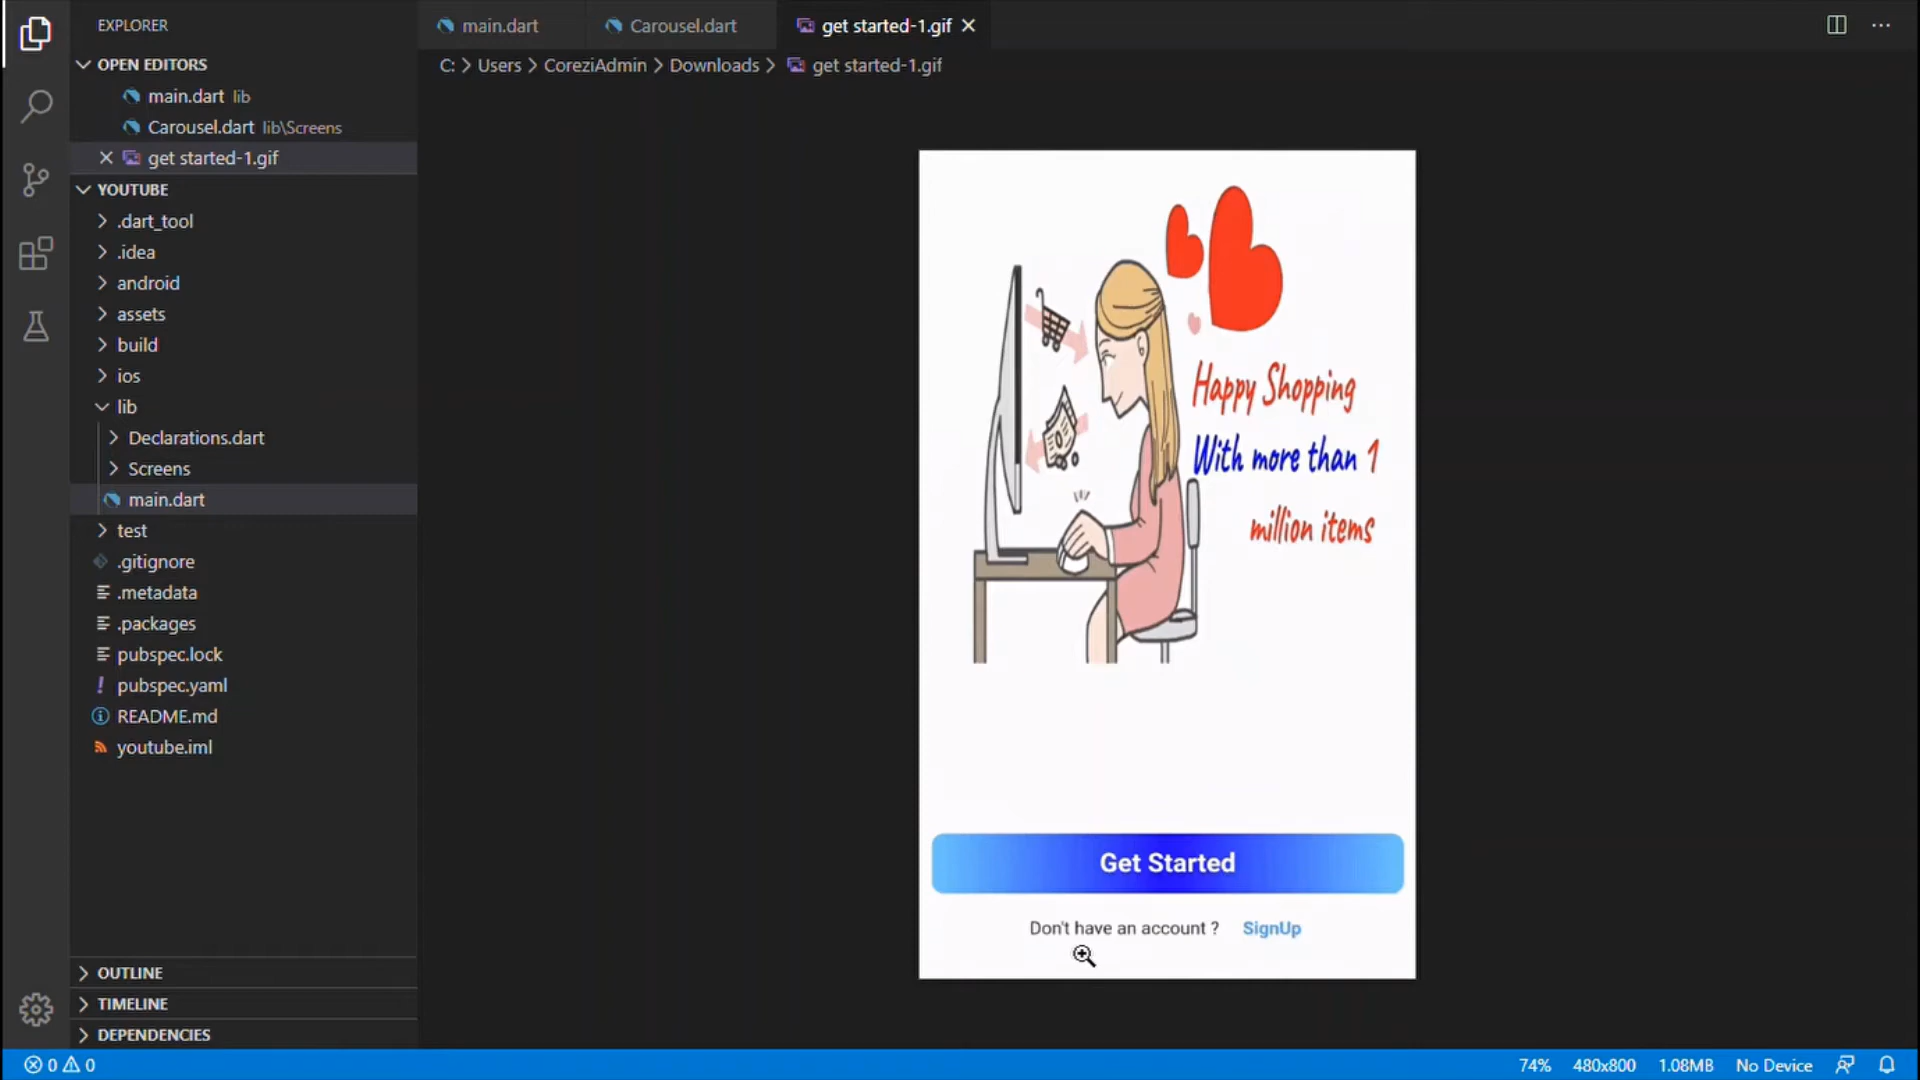 EXPLORER
OPEN EDITORS
main.dart lib
Carousel.dart lib\Screens
get started-1.gif
YOUTUBE
.dart_tool
.idea
android
assets
build
ios
lib
Declarations.dart
Screens
main.dart
test
.gitignore
.metadata
.packages
pubspec.lock
pubspec.yaml
README.md
youtube.iml
OUTLINE
TIMELINE
DEPENDENCIES
main.dart
Carousel.dart
get started-1.gif
C: > Users > CoreziAdmin > Downloads > get started-1.gif
Happy Shopping
With more than 1
million items
Get Started
Don't have an account ? SignUp
0 0
74% 480x800 1.08MB No Device